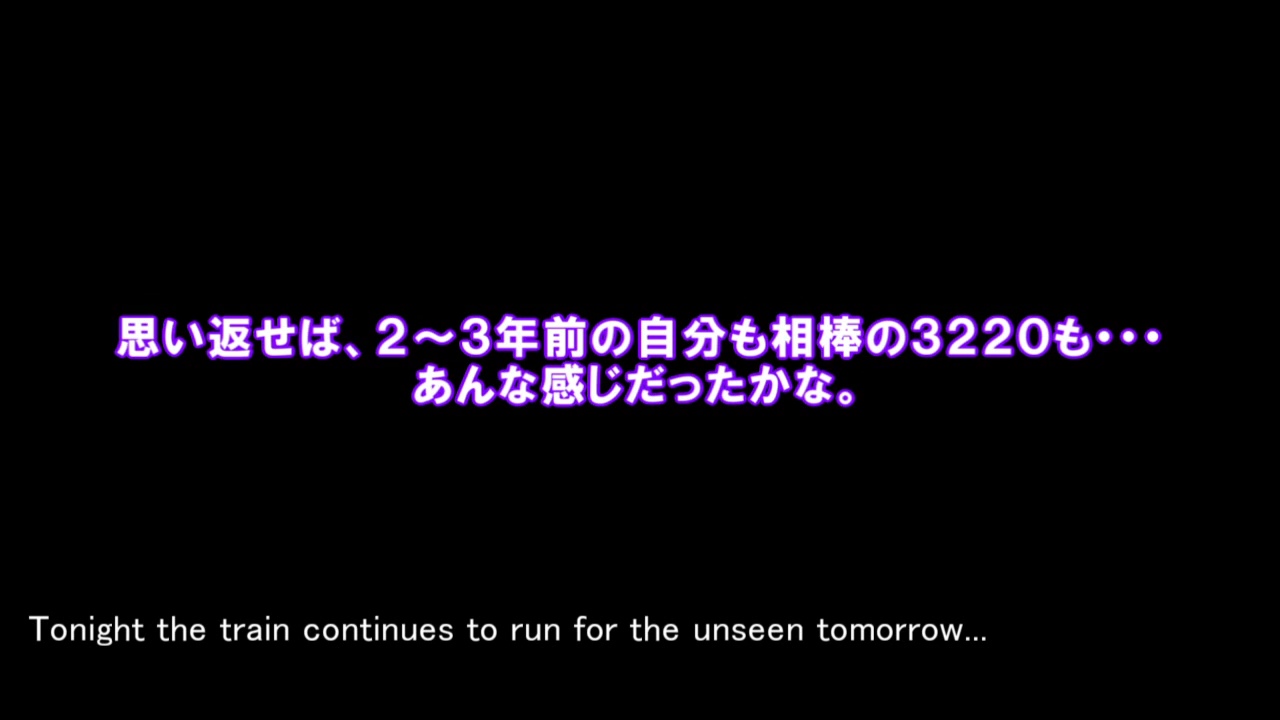 思い返せば、２～３年前の自分も相棒の３２２０も・・・
あんな感じだったかな。
Tonight the train continues to run for the unseen tomorrow...